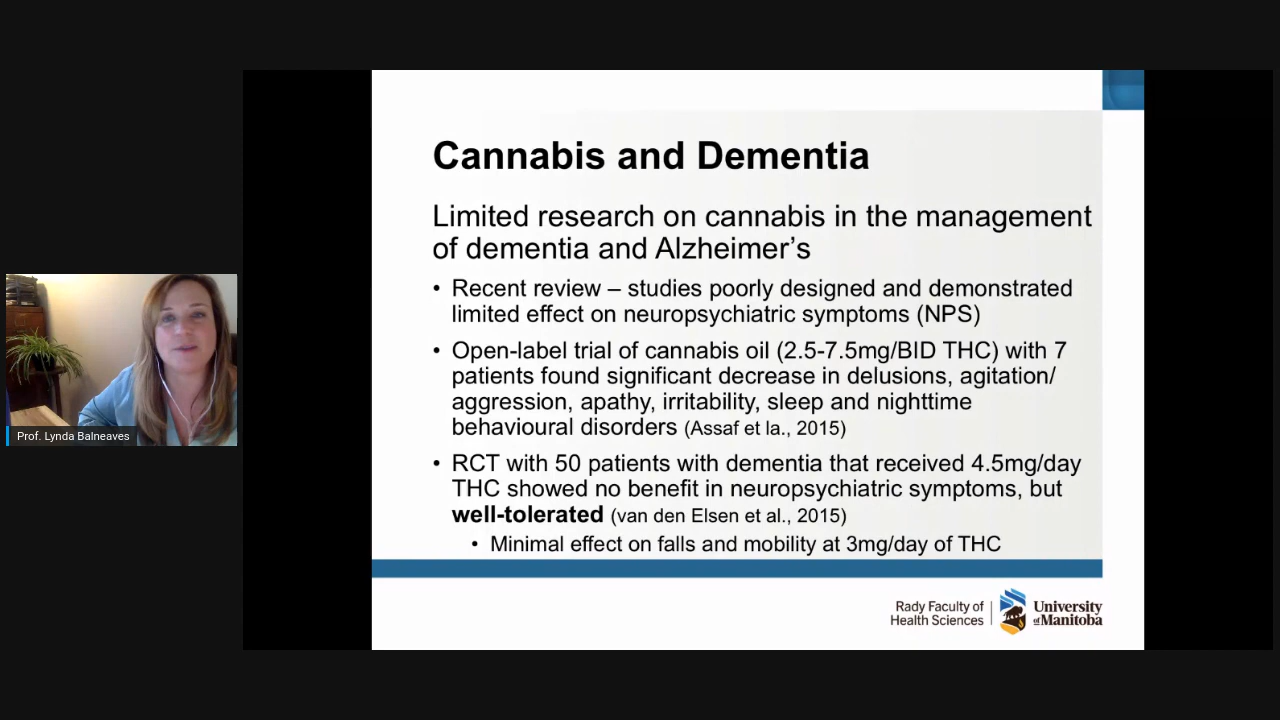 Cannabis and Dementia
Limited research on cannabis in the management
of dementia and Alzheimer’s
• Recent review – studies poorly designed and demonstrated
limited effect on neuropsychiatric symptoms (NPS)
• Open-label trial of cannabis oil (2.5-7.5mg/BID THC) with 7
patients found significant decrease in delusions, agitation/
aggression, apathy, irritability, sleep and nighttime
behavioural disorders (Assaf et la., 2015)
• RCT with 50 patients with dementia that received 4.5mg/day
THC showed no benefit in neuropsychiatric symptoms, but
well-tolerated (van den Elsen et al., 2015)
• Minimal effect on falls and mobility at 3mg/day of THC
Prof. Lynda Balneaves
Rady Faculty of
Health Sciences
University
of Manitoba